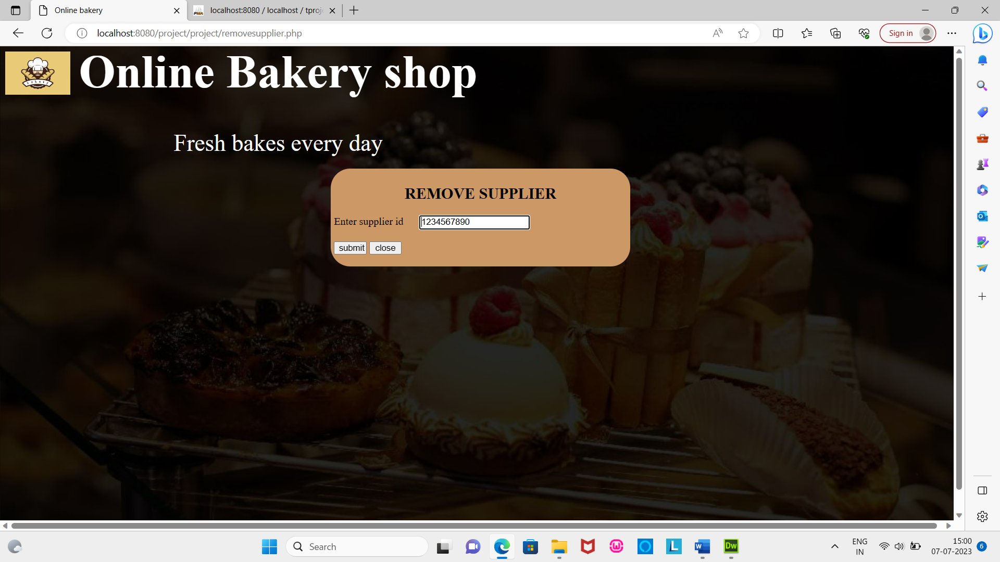 Online bakery
localhost:8080 / localhost / tproj
localhost:8080/project/project/removesupplier.php
Sign in
bakery
Online Bakery shop
Fresh bakes every day
REMOVE SUPPLIER
Enter supplier id 1234567890
submit close
Search
W
L
W
Dw
ENG
IN
15:00
07-07-2023
6